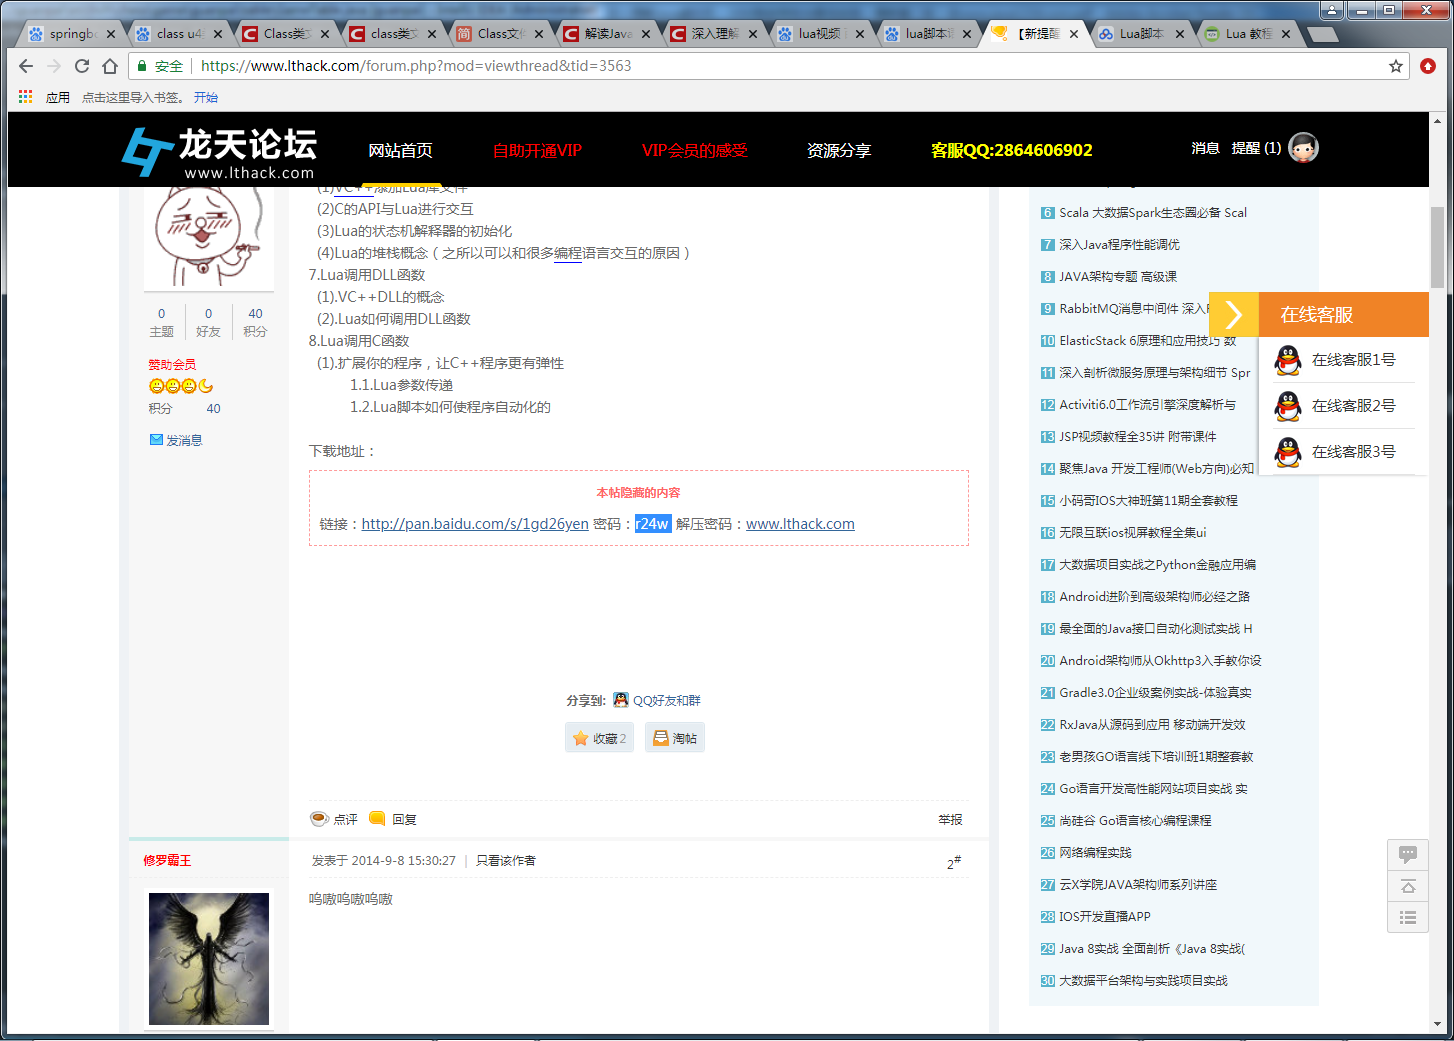 springbo
class u4
Class类文
class类文
Class文件
解读Java
深入理解
lua视频
lua脚本语
【新提醒
Lua脚本
Lua 教程
安全
https://www.lthack.com/forum.php?mod=viewthread&tid=3563
应用
点击这里导入书签。
开始
龙天论坛
www.lthack.com
网站首页
自助开通VIP
VIP会员的感受
资源分享
客服QQ:2864606902
消息
提醒 (1)
(1)VC++添加Lua库文件
(2)C的API与Lua进行交互
(3)Lua的状态机解释器的初始化
(4)Lua的堆栈概念（之所以可以和很多编程语言交互的原因）
7.Lua调用DLL函数
(1).VC++DLL的概念
(2).Lua如何调用DLL函数
8.Lua调用C函数
(1).扩展你的程序，让C++程序更有弹性
1.1.Lua参数传递
1.2.Lua脚本如何使程序自动化的
0 0 40
主题 好友 积分
赞助会员
积分 40
发消息
下载地址：
本帖隐藏的内容
链接：http://pan.baidu.com/s/1gd26yen 密码：r24w 解压密码：www.lthack.com
分享到: QQ好友和群
收藏 2
淘帖
点评 回复 举报
修罗霸王
发表于 2014-9-8 15:30:27 | 只看该作者
2#
呜嗷呜嗷呜嗷
6 Scala 大数据Spark生态圈必备 Scal
7 深入Java程序性能调优
8 JAVA架构专题 高级课
9 RabbitMQ消息中间件 深入
10 ElasticStack 6原理和应用技巧 数
11 深入剖析微服务原理与架构细节 Spr
12 Activiti6.0工作流引擎深度解析与
13 JSP视频教程全35讲 附带课件
14 聚焦Java 开发工程师(Web方向)必知
15 小码哥IOS大神班第11期全套教程
16 无限互联ios视屏教程全集ui
17 大数据项目实战之Python金融应用编
18 Android进阶到高级架构师必经之路
19 最全面的Java接口自动化测试实战 H
20 Android架构师从Okhttp3入手教你设
21 Gradle3.0企业级案例实战-体验真实
22 RxJava从源码到应用 移动端开发效
23 老男孩GO语言线下培训班1期整套教
24 Go语言开发高性能网站项目实战 实
25 尚硅谷 Go语言核心编程课程
26 网络编程实践
27 云X学院JAVA架构师系列讲座
28 IOS开发直播APP
29 Java 8实战 全面剖析《Java 8实战(
30 大数据平台架构与实践项目实战
在线客服
在线客服1号
在线客服2号
在线客服3号